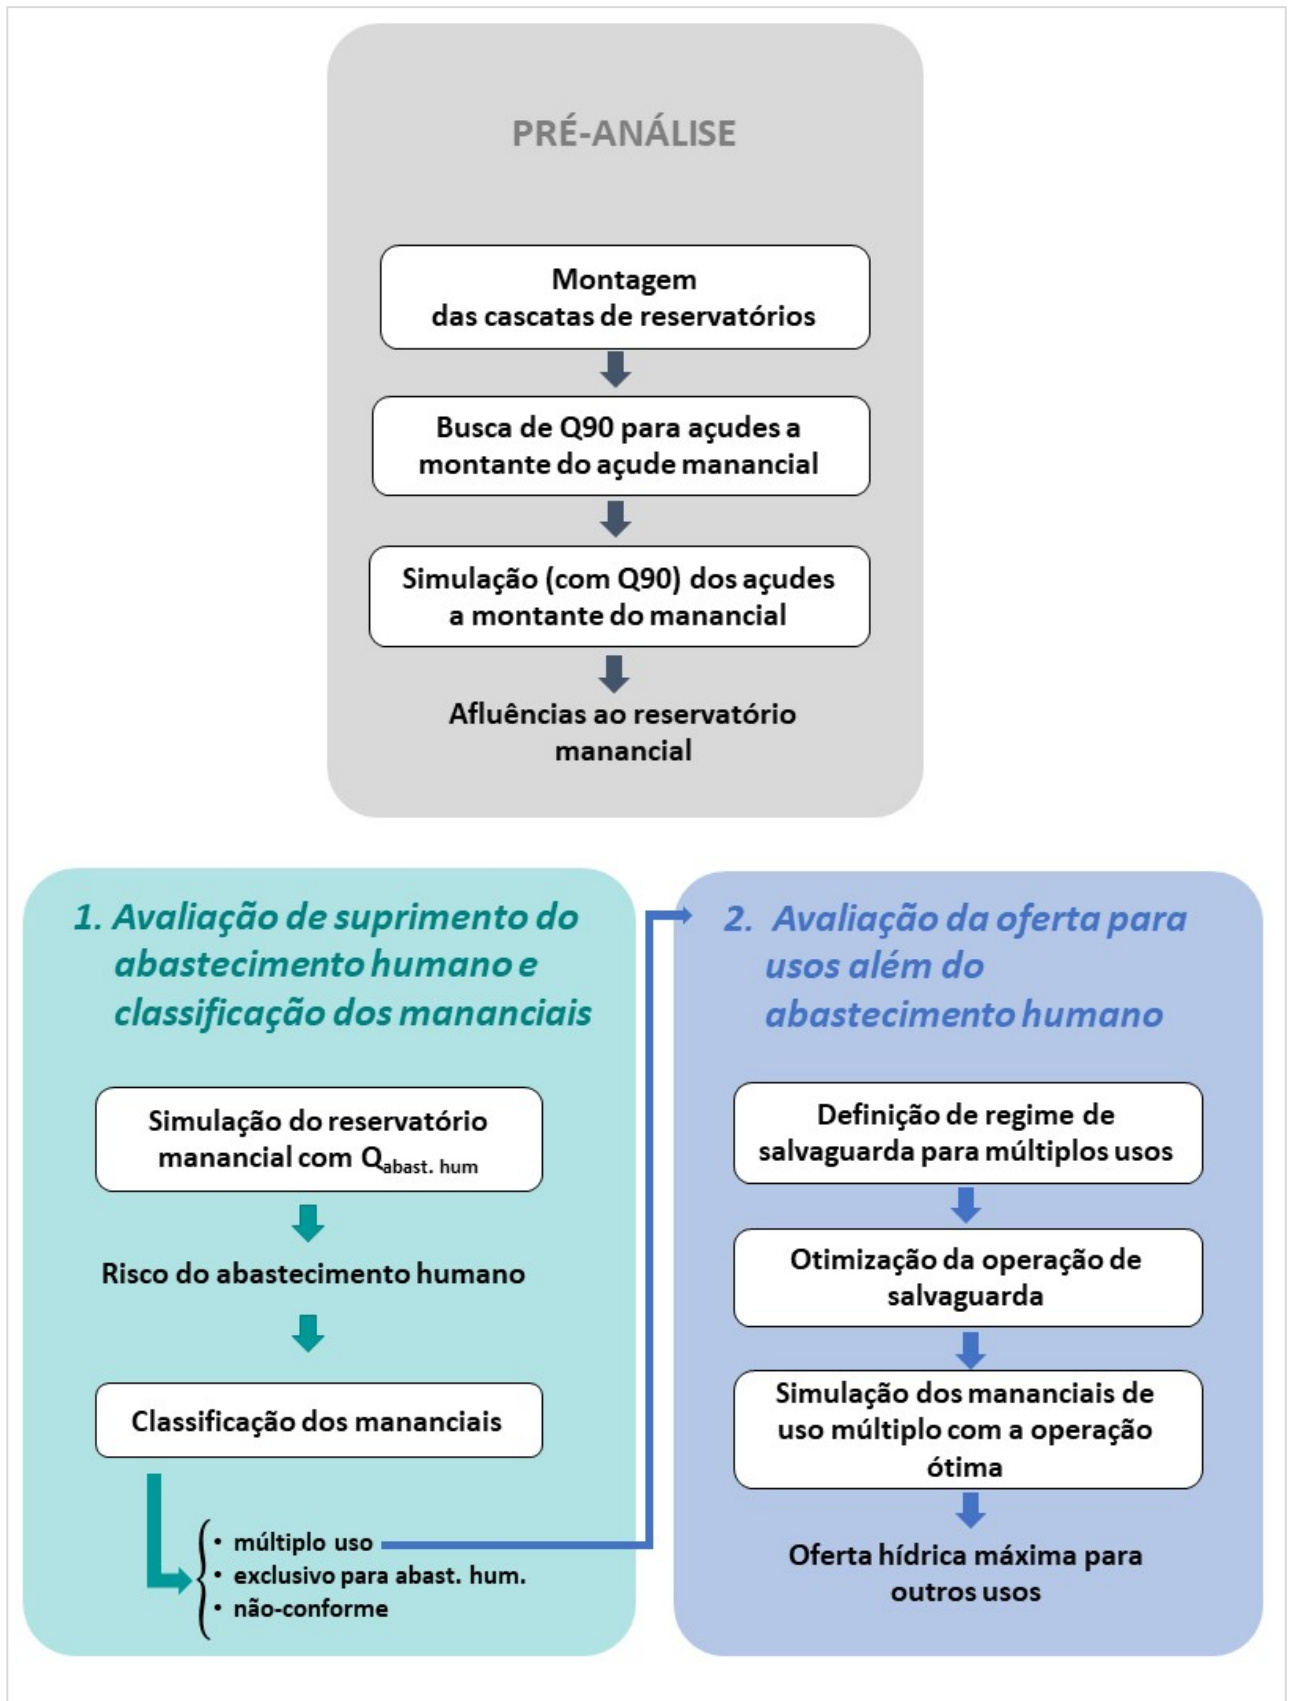 PRÉ-ANÁLISE
Montagem
das cascatas de reservatórios
Busca de Q90 para açudes a
montante do açude manancial
Simulação (com Q90) dos açudes
a montante do manancial
Afluências ao reservatório
manancial
1. Avaliação de suprimento do
abastecimento humano e
classificação dos mananciais
Simulação do reservatório
manancial com Qabast. hum
Risco do abastecimento humano
Classificação dos mananciais
• múltiplo uso
• exclusivo para abast. hum.
• não-conforme
2. Avaliação da oferta para
usos além do
abastecimento humano
Definição de regime de
salvaguarda para múltiplos usos
Otimização da operação de
salvaguarda
Simulação dos mananciais de
uso múltiplo com a operação
ótima
Oferta hídrica máxima para
outros usos